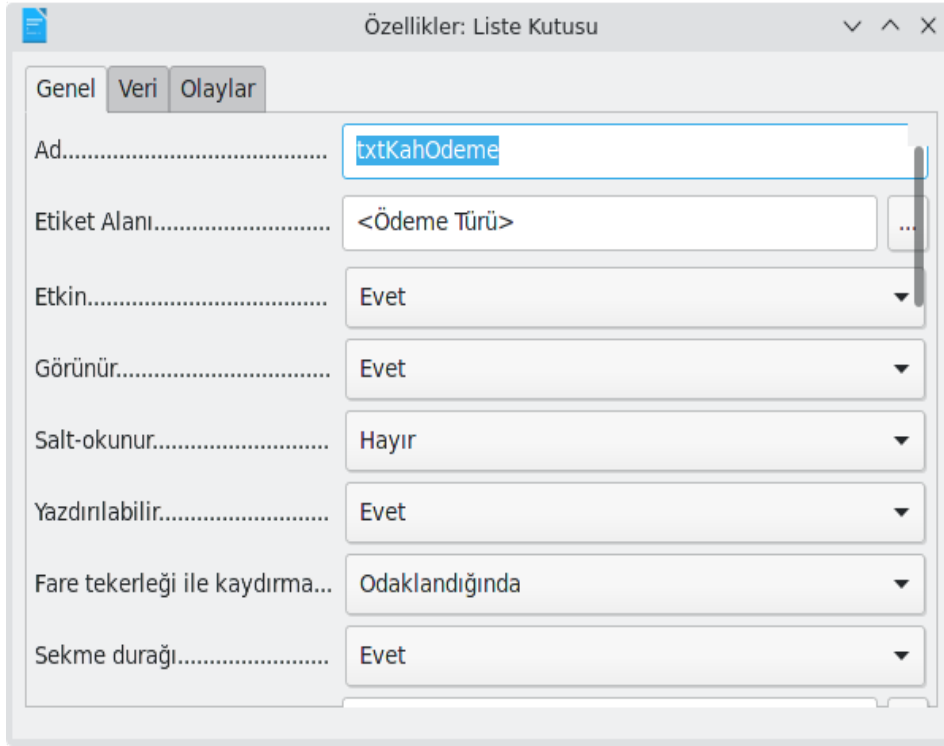 Özellikler: Liste Kutusu
Genel Veri Olaylar
Ad.......................................... txtKahOdeme
Etiket Alanı............................ <Ödeme Türü> ...
Etkin...................................... Evet
Görünür.................................. Evet
Salt-okunur............................ Hayır
Yazdırılabilir........................... Evet
Fare tekerleği ile kaydırma... Odaklandığında
Sekme durağı........................ Evet